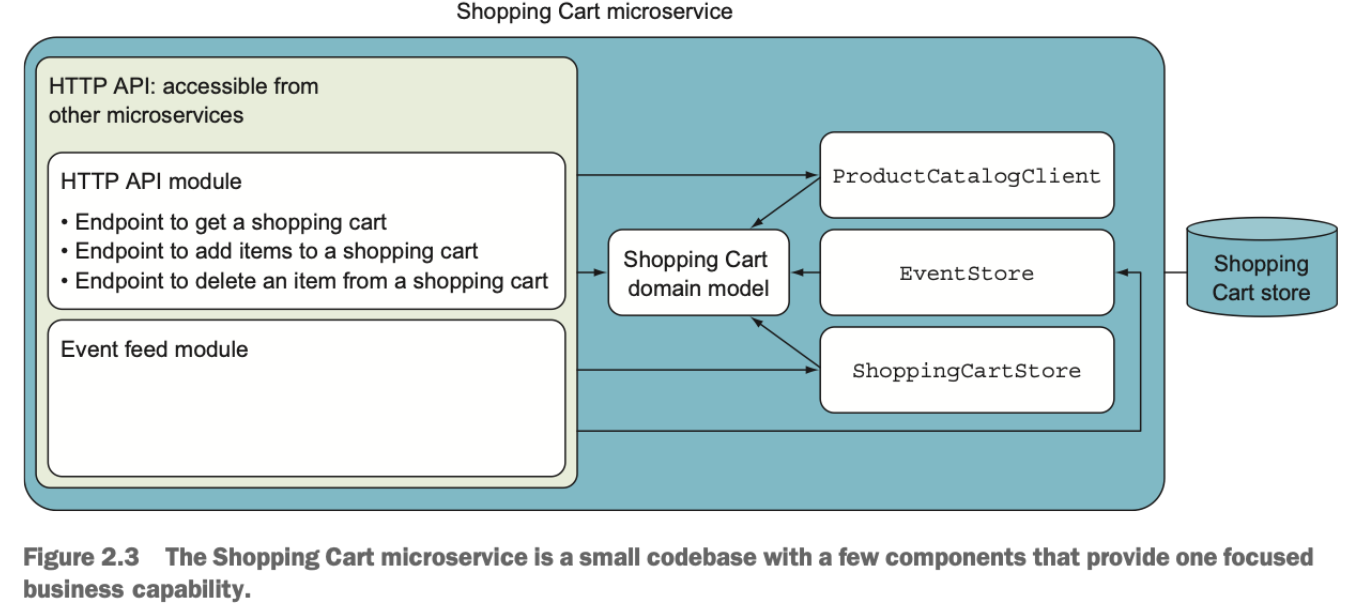 Shopping Cart microservice
HTTP API: accessible from
other microservices
HTTP API module
• Endpoint to get a shopping cart
• Endpoint to add items to a shopping cart
• Endpoint to delete an item from a shopping cart
Event feed module
Shopping Cart
domain model
ProductCatalogClient
EventStore
ShoppingCartStore
Shopping
Cart store
Figure 2.3 The Shopping Cart microservice is a small codebase with a few components that provide one focused
business capability.